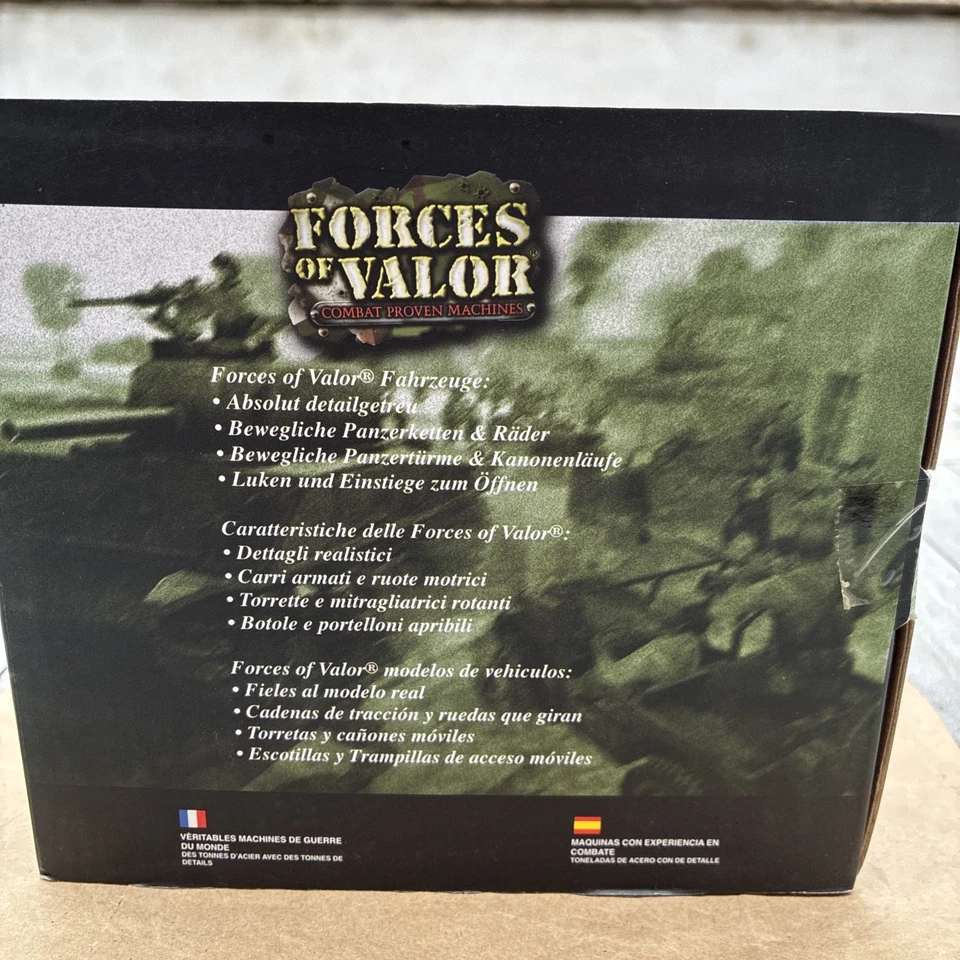 FORCES
OF VALOR®
COMBAT PROVEN MACHINES
Forces of Valor® Fahrzeuge:
• Absolut detailgetreu
• Bewegliche Panzerketten & Räder
• Bewegliche Panzertürme & Kanonenläufe
• Luken und Einstiege zum Öffnen
Caratteristiche delle Forces of Valor®:
• Dettagli realistici
• Carri armati e ruote motrici
• Torrette e mitragliatrici rotanti
• Botole e portelloni apribili
Forces of Valor® modelos de vehiculos:
• Fieles al modelo real
• Cadenas de tracción y ruedas que giran
• Torretas y cañones móviles
• Escotillas y Trampillas de acceso móviles
VÈRITABLES MACHINES DE GUERRE
DU MONDE
DES TONNES D'ACIER AVEC DES TONNES DE
DÉTAILS
MAQUINAS CON EXPERIENCIA EN
COMBATE
TONELADAS DE ACERO CON DE DETALLE